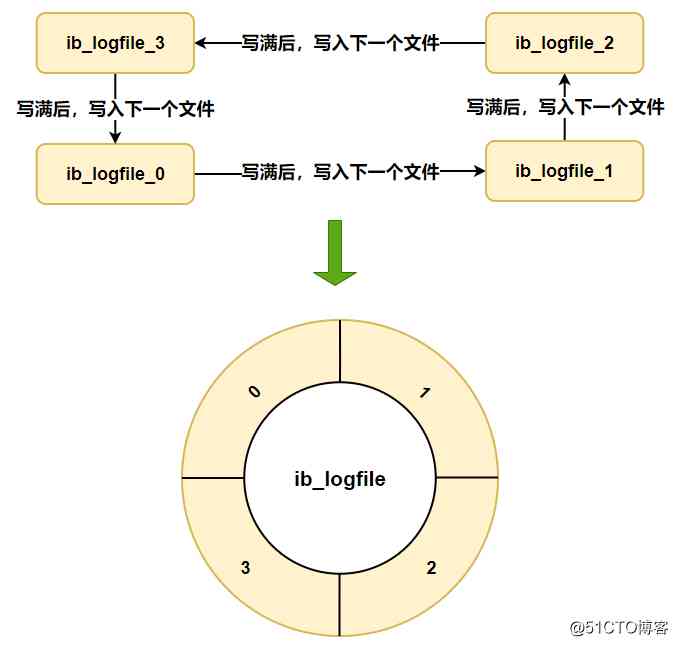 ib_logfile_3
写满后，写入下一个文件
ib_logfile_2
写满后，写入下一个文件
写满后，写入下一个文件
ib_logfile_0
写满后，写入下一个文件
ib_logfile_1
0
1
ib_logfile
3
2
@51CTO博客